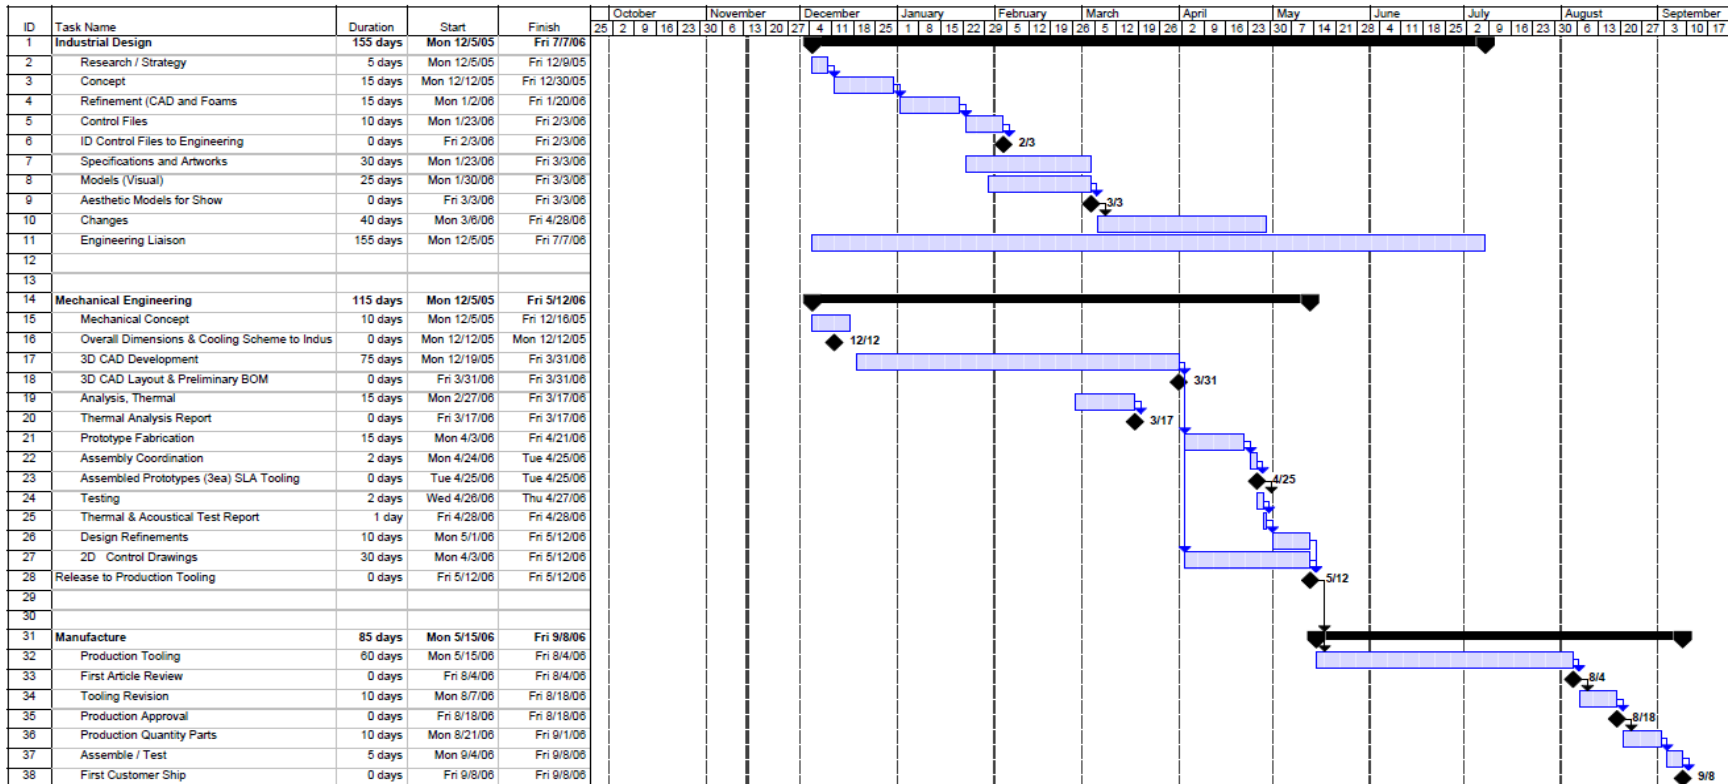 October November December January February March April May June July August September
ID Task Name Duration Start Finish 25 2 9 16 23 30 6 13 20 27 4 11 18 25 1 8 15 22 29 5 12 19 26 5 12 19 26 2 9 16 23 30 7 14 21 28 4 11 18 25 2 9 16 23 30 6 13 20 27 3 10 17
1 Industrial Design 155 days Mon 12/5/05 Fri 7/7/06
2 Research / Strategy 5 days Mon 12/5/05 Fri 12/9/05
3 Concept 15 days Mon 12/12/05 Fri 12/30/05
4 Refinement (CAD and Foams 15 days Mon 1/2/06 Fri 1/20/06
5 Control Files 10 days Mon 1/23/06 Fri 2/3/06
6 ID Control Files to Engineering 0 days Fri 2/3/06 Fri 2/3/06 2/3
7 Specifications and Artworks 30 days Mon 1/23/06 Fri 3/3/06
8 Models (Visual) 25 days Mon 1/30/06 Fri 3/3/06
9 Aesthetic Models for Show 0 days Fri 3/3/06 Fri 3/3/06 3/3
10 Changes 40 days Mon 3/6/06 Fri 4/28/06
11 Engineering Liaison 155 days Mon 12/5/05 Fri 7/7/06
12
13
14 Mechanical Engineering 115 days Mon 12/5/05 Fri 5/12/06
15 Mechanical Concept 10 days Mon 12/5/05 Fri 12/16/05
16 Overall Dimensions & Cooling Scheme to Indus 0 days Mon 12/12/05 Mon 12/12/05 12/12
17 3D CAD Development 75 days Mon 12/19/05 Fri 3/31/06
18 3D CAD Layout & Preliminary BOM 0 days Fri 3/31/06 Fri 3/31/06 3/31
19 Analysis, Thermal 15 days Mon 2/27/06 Fri 3/17/06
20 Thermal Analysis Report 0 days Fri 3/17/06 Fri 3/17/06 3/17
21 Prototype Fabrication 15 days Mon 4/3/06 Fri 4/21/06
22 Assembly Coordination 2 days Mon 4/24/06 Tue 4/25/06
23 Assembled Prototypes (3ea) SLA Tooling 0 days Tue 4/25/06 Tue 4/25/06 4/25
24 Testing 2 days Wed 4/26/06 Thu 4/27/06
25 Thermal & Acoustical Test Report 1 day Fri 4/28/06 Fri 4/28/06
26 Design Refinements 10 days Mon 5/1/06 Fri 5/12/06
27 2D Control Drawings 30 days Mon 4/3/06 Fri 5/12/06
28 Release to Production Tooling 0 days Fri 5/12/06 Fri 5/12/06 5/12
29
30
31 Manufacture 85 days Mon 5/15/06 Fri 9/8/06
32 Production Tooling 60 days Mon 5/15/06 Fri 8/4/06
33 First Article Review 0 days Fri 8/4/06 Fri 8/4/06 8/4
34 Tooling Revision 10 days Mon 8/7/06 Fri 8/18/06
35 Production Approval 0 days Fri 8/18/06 Fri 8/18/06 8/18
36 Production Quantity Parts 10 days Mon 8/21/06 Fri 9/1/06
37 Assemble / Test 5 days Mon 9/4/06 Fri 9/8/06
38 First Customer Ship 0 days Fri 9/8/06 Fri 9/8/06 9/8